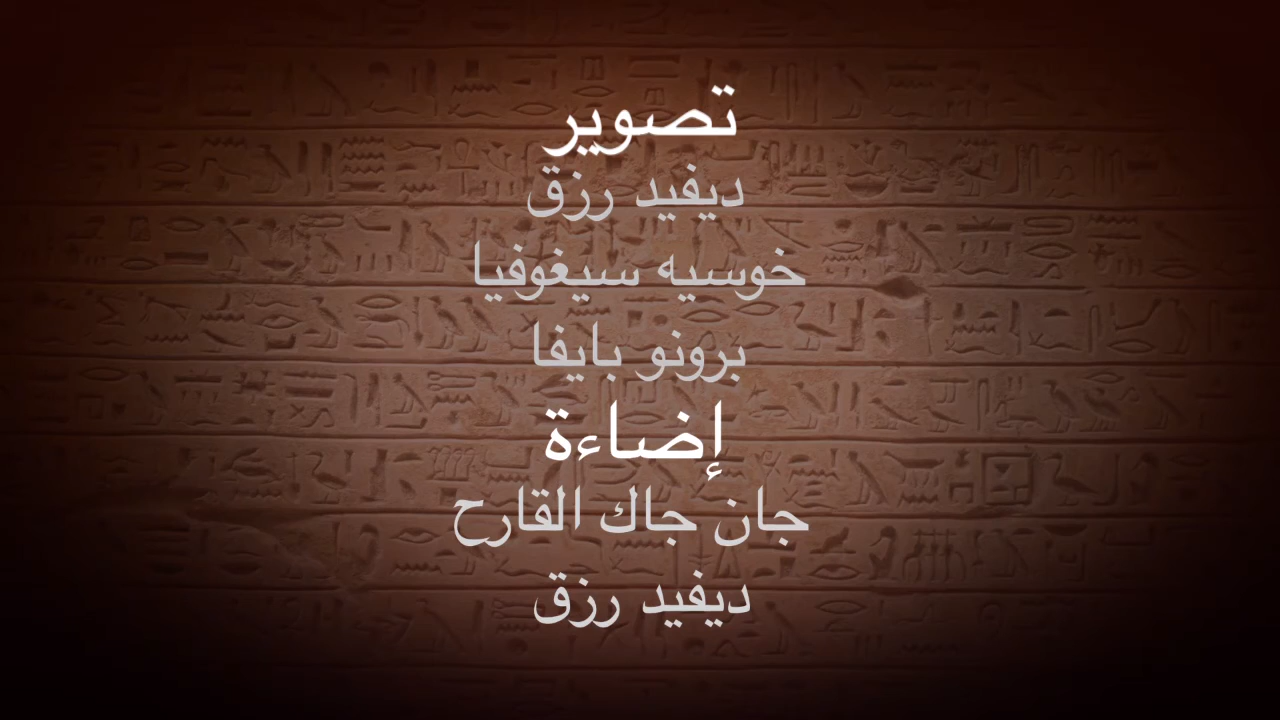 تصوير
ديفيد رزق
خوسيه سيغوفيا
برونو بايفا
إضاءة
جان جاك القارح
ديفيد رزق